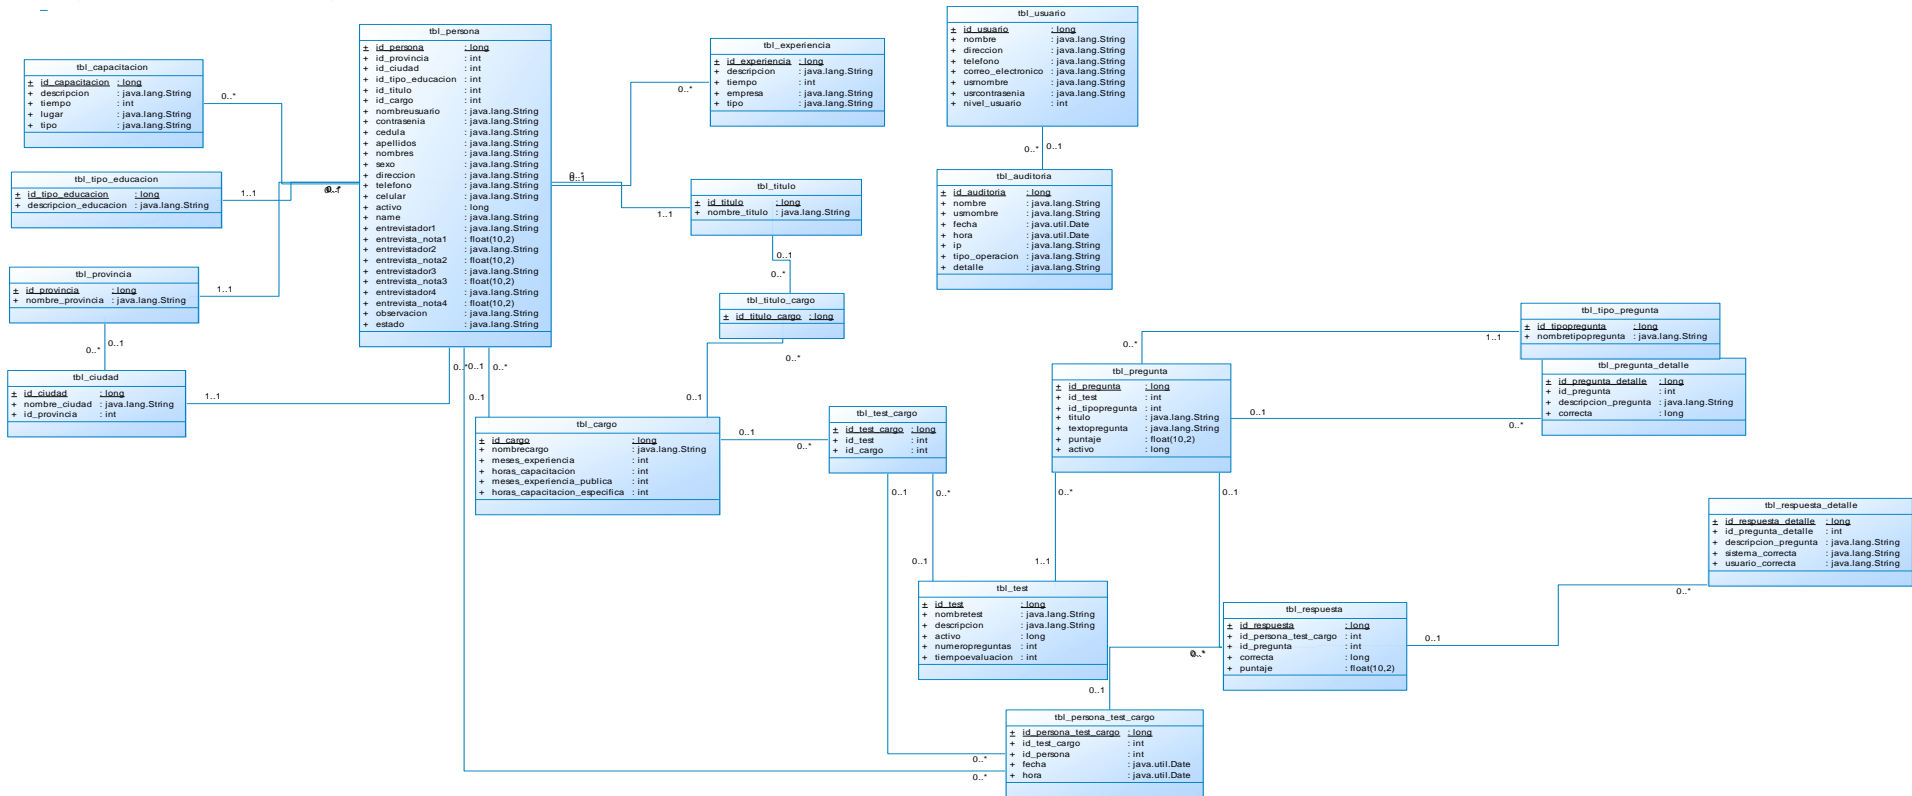 tbl_persona
+ id_persona : long
+ id_provincia : int
+ id_ciudad : int
+ id_tipo_educacion : int
+ id_titulo : int
+ id_cargo : int
+ nombreusuario : java.lang.String
+ contrasenia : java.lang.String
+ cedula : java.lang.String
+ apellidos : java.lang.String
+ nombres : java.lang.String
+ sexo : java.lang.String
+ direccion : java.lang.String
+ telefono : java.lang.String
+ celular : java.lang.String
+ activo : long
+ name : java.lang.String
+ entrevistador1 : java.lang.String
+ entrevista_nota1 : float(10,2)
+ entrevistador2 : java.lang.String
+ entrevista_nota2 : float(10,2)
+ entrevistador3 : java.lang.String
+ entrevista_nota3 : float(10,2)
+ entrevistador4 : java.lang.String
+ entrevista_nota4 : float(10,2)
+ observacion : java.lang.String
+ estado : java.lang.String
tbl_capacitacion
+ id_capacitacion : long
+ descripcion : java.lang.String
+ tiempo : int
+ lugar : java.lang.String
+ tipo : java.lang.String
0..*
tbl_tipo_educacion
+ id_tipo_educacion : long
+ descripcion_educacion : java.lang.String
1..1
tbl_provincia
+ id_provincia : long
+ nombre_provincia : java.lang.String
1..1
0..*
0..1
tbl_ciudad
+ id_ciudad : long
+ nombre_ciudad : java.lang.String
+ id_provincia : int
1..1
tbl_experiencia
+ id_experiencia : long
+ descripcion : java.lang.String
+ tiempo : int
+ empresa : java.lang.String
+ tipo : java.lang.String
0..*
0..1
tbl_titulo
+ id_titulo : long
+ nombre_titulo : java.lang.String
1..1
0..1
0..*
tbl_titulo_cargo
+ id_titulo_cargo : long
0..*
0..1
tbl_usuario
+ id_usuario : long
+ nombre : java.lang.String
+ direccion : java.lang.String
+ telefono : java.lang.String
+ correo_electronico : java.lang.String
+ usrnombre : java.lang.String
+ usrcontrasenia : java.lang.String
+ nivel_usuario : int
0..*
0..1
tbl_auditoria
+ id_auditoria : long
+ nombre : java.lang.String
+ usrnombre : java.lang.String
+ fecha : java.util.Date
+ hora : java.util.Date
+ ip : java.lang.String
+ tipo_operacion : java.lang.String
+ detalle : java.lang.String
0..*
0..1
0..*
0..1
tbl_cargo
+ id_cargo : long
+ nombrecargo : java.lang.String
+ meses_experiencia : int
+ horas_capacitacion : int
+ meses_experiencia_publica : int
+ horas_capacitacion_especifica : int
0..1
0..*
tbl_test_cargo
+ id_test_cargo : long
+ id_test : int
+ id_cargo : int
0..1
0..*
0..1
tbl_tipo_pregunta
+ id_tipopregunta : long
+ nombretipopregunta : java.lang.String
1..1
0..*
tbl_pregunta
+ id_pregunta : long
+ id_test : int
+ id_tipopregunta : int
+ titulo : java.lang.String
+ textopregunta : java.lang.String
+ puntaje : float(10,2)
+ activo : long
0..1
0..*
0..*
0..1
1..1
tbl_pregunta_detalle
+ id_pregunta_detalle : long
+ id_pregunta : int
+ descripcion_pregunta : java.lang.String
+ correcta : long
tbl_respuesta_detalle
+ id_respuesta_detalle : long
+ id_pregunta_detalle : int
+ descripcion_pregunta : java.lang.String
+ sistema_correcta : java.lang.String
+ usuario_correcta : java.lang.String
0..*
tbl_test
+ id_test : long
+ nombretest : java.lang.String
+ descripcion : java.lang.String
+ activo : long
+ numeropreguntas : int
+ tiempoevaluacion : int
tbl_respuesta
+ id_respuesta : long
+ id_persona_test_cargo : int
+ id_pregunta : int
+ correcta : long
+ puntaje : float(10,2)
0..1
0..*
0..1
tbl_persona_test_cargo
+ id_persona_test_cargo : long
+ id_test_cargo : int
+ id_persona : int
+ fecha : java.util.Date
+ hora : java.util.Date
0..*
0..*